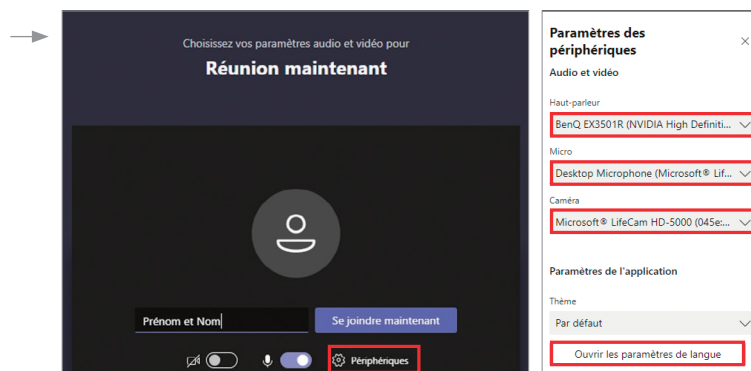 Choisissez vos paramètres audio et vidéo pour
Réunion maintenant
Prénom et Nom
Se joindre maintenant
Périphériques
Paramètres des
périphériques
Audio et vidéo
Haut-parleur
BenQ EX3501R (NVIDIA High Definiti...
Micro
Desktop Microphone (Microsoft® Lif...
Caméra
Microsoft® LifeCam HD-5000 (045e:...
Paramètres de l'application
Thème
Par défaut
Ouvrir les paramètres de langue